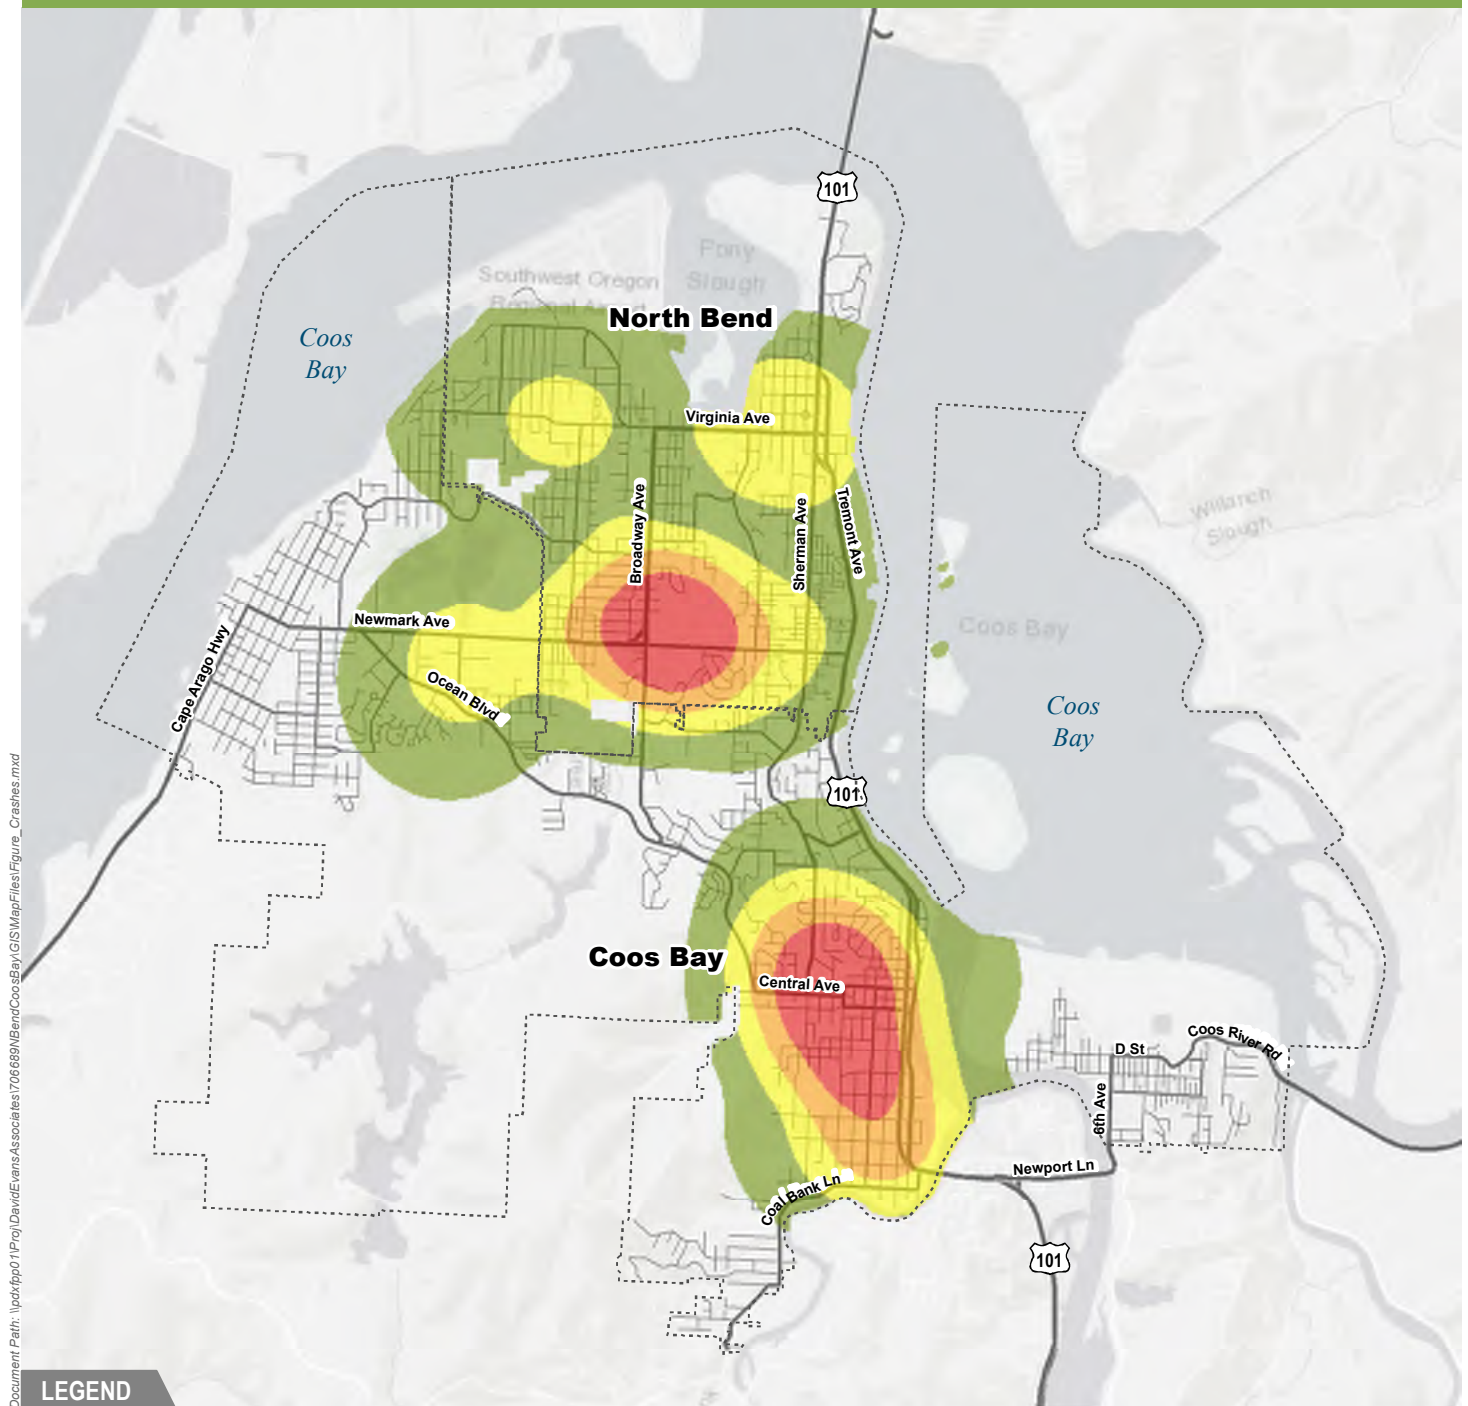 101
Pony
Slough
Southwest Oregon
Regional Airport
North Bend
Coos
Bay
Virginia Ave
Broadway Ave
Sherman Ave
Tremont Ave
Willanch
Slough
Newmark Ave
Cape Arago Hwy
Ocean Blvd
Coos Bay
Coos
Bay
101
Coos Bay
Central Ave
Coos River Rd
D St
6th Ave
Newport Ln
Coal Bank Ln
101
Document Path: \\pdxfpp01\Proj\DavidEvansAssociates\706689NBendCoosBay\GIS\MapFiles\Figure_Crashes.mxd
LEGEND